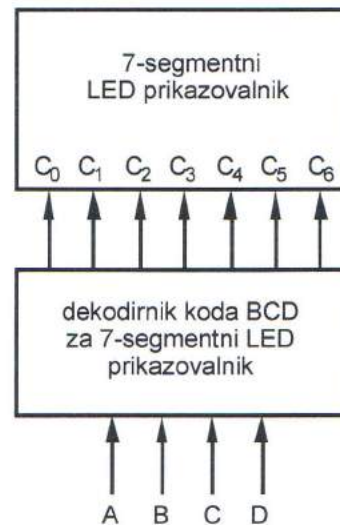 7-segmentni
LED prikazovalnik
C₀ C₁ C₂ C₃ C₄ C₅ C₆
dekodirnik koda BCD
za 7-segmentni LED
prikazovalnik
A B C D